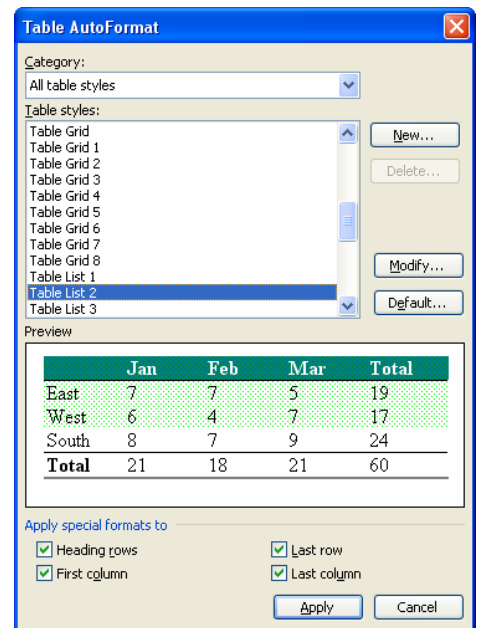 Table AutoFormat
Category:
All table styles
Table styles:
Table Grid
Table Grid 1
Table Grid 2
Table Grid 3
Table Grid 4
Table Grid 5
Table Grid 6
Table Grid 7
Table Grid 8
Table List 1
Table List 2
Table List 3
New...
Delete...
Modify...
Default...
Preview
Jan Feb Mar Total
East 7 7 5 19
West 6 4 7 17
South 8 7 9 24
Total 21 18 21 60
Apply special formats to
Heading rows Last row
First column Last column
Apply Cancel